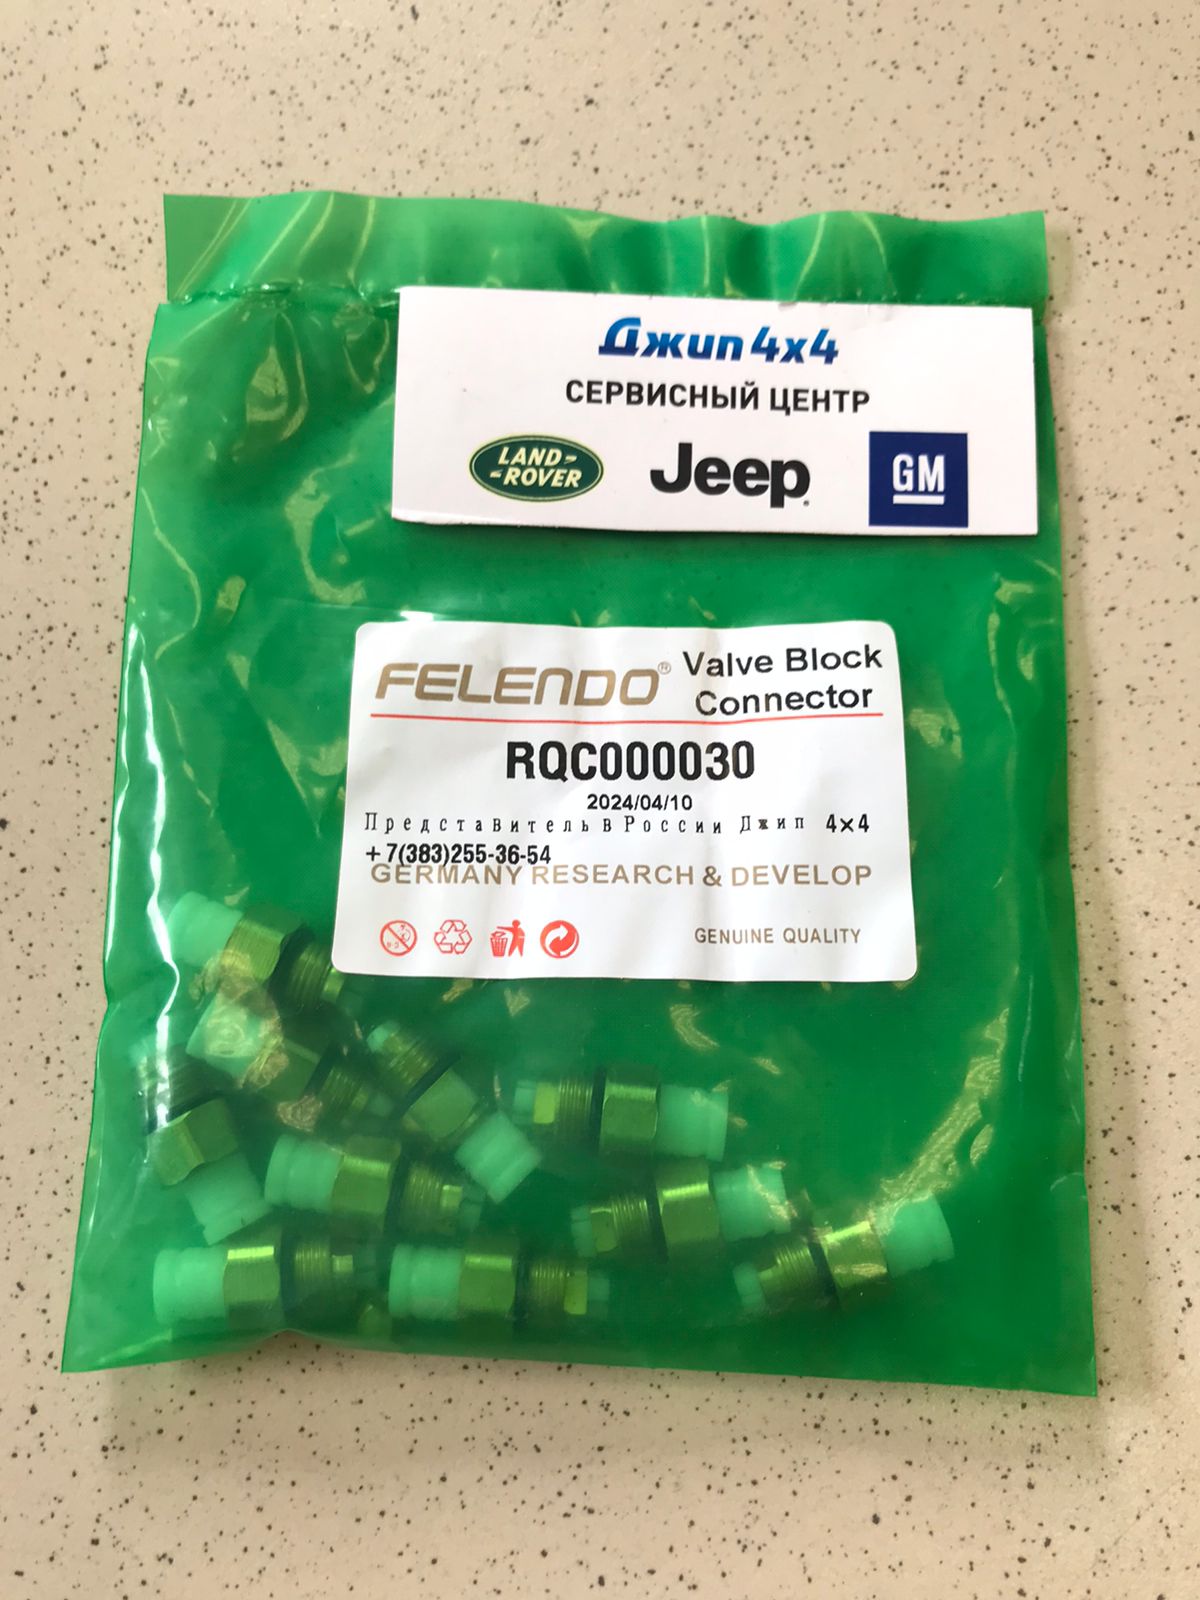 Джип 4x4
СЕРВИСНЫЙ ЦЕНТР
LAND-
-ROVER
Jeep
GM
FELENDO® Valve Block
Connector
RQC000030
2024/04/10
Представитель в России Джип 4×4
+7(383)255-36-54
GERMANY RESEARCH & DEVELOP
GENUINE QUALITY